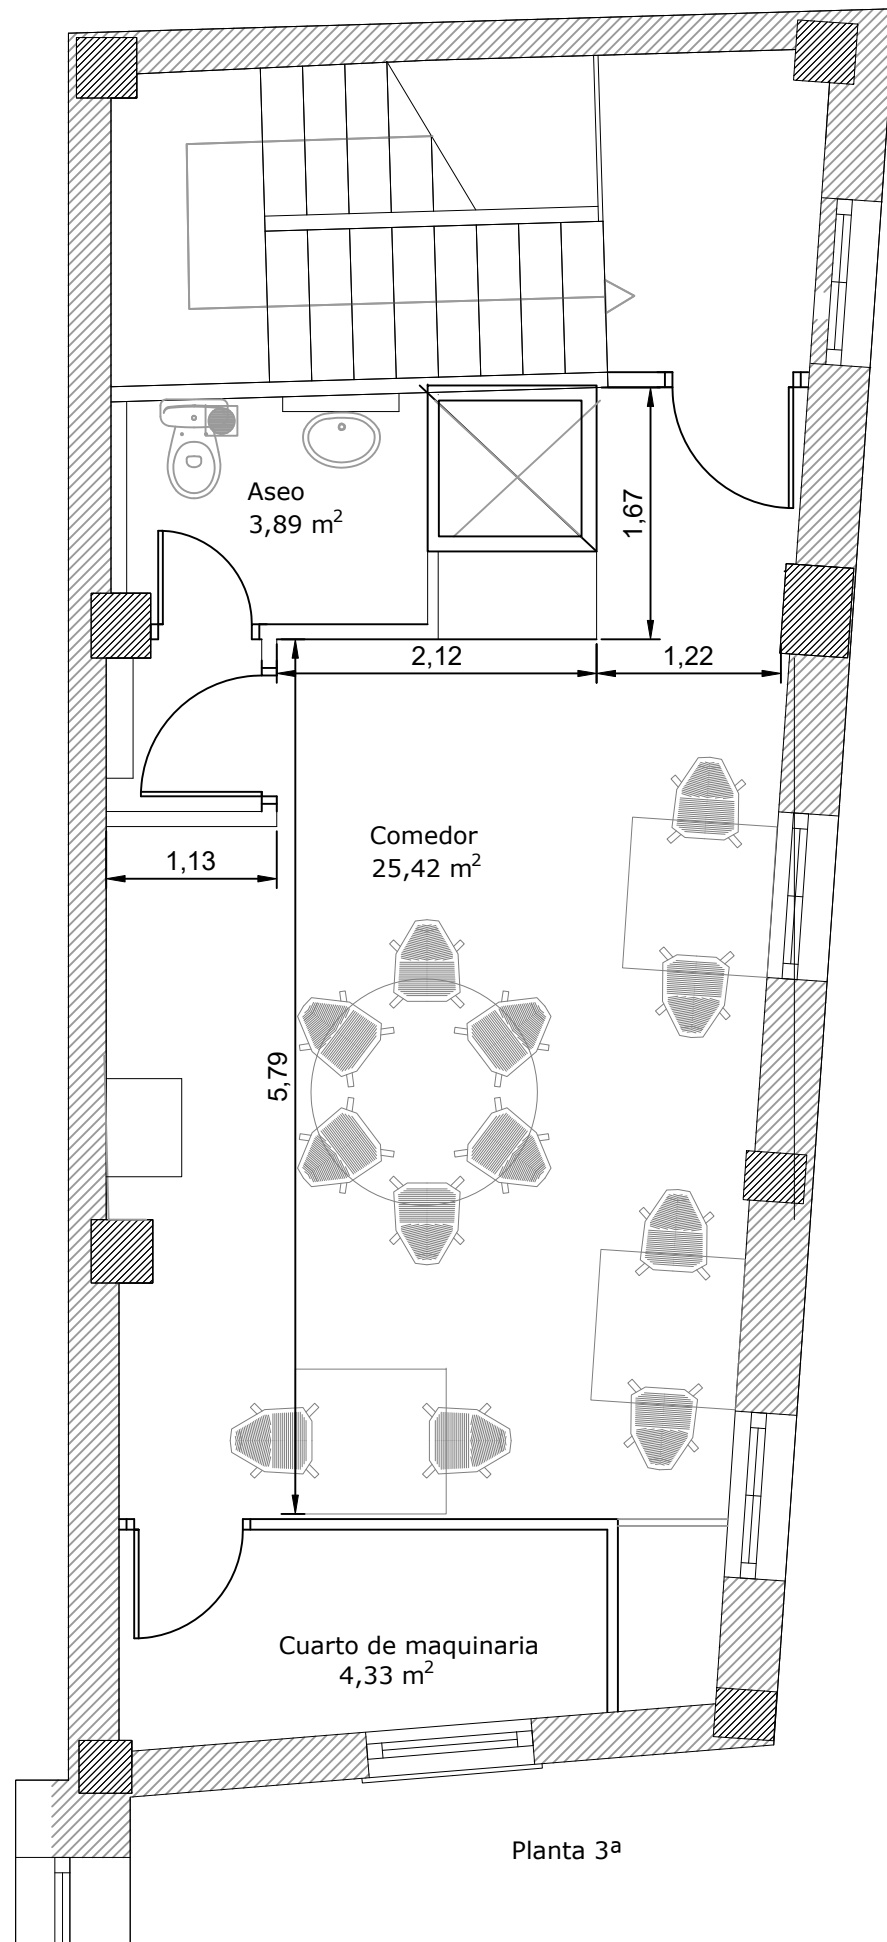 Aseo
3,89 m²
1,67
2,12
1,22
Comedor
25,42 m²
1,13
5,79
Cuarto de maquinaria
4,33 m²
Planta 3ª